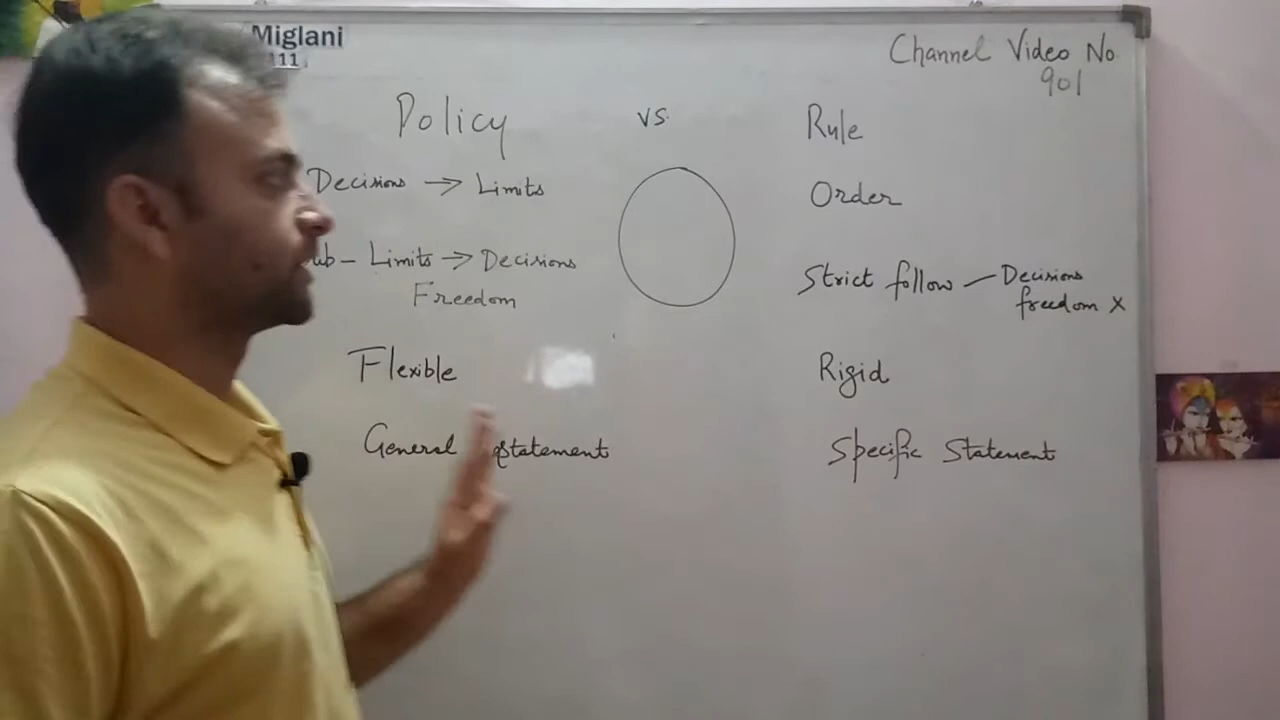 Miglani
111
Channel Video No
901
Policy vs Rule
Decisions → Limits
Order
Limits → Decisions
Freedom
Strict follow — Decisions
freedom X
Flexible
Rigid
General Statement
Specific Statement